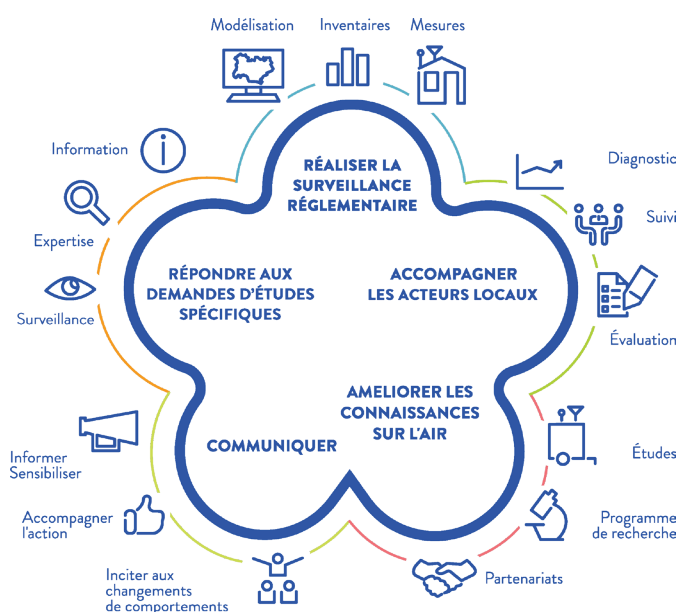 Modélisation
Inventaires
Mesures
Information
Expertise
Surveillance
RÉALISER LA
SURVEILLANCE
RÉGLEMENTAIRE
Diagnostic
Suivi
Évaluation
RÉPONDRE AUX
DEMANDES D'ÉTUDES
SPÉCIFIQUES
ACCOMPAGNER
LES ACTEURS LOCAUX
AMELIORER LES
CONNAISSANCES
SUR L'AIR
COMMUNIQUER
Informer
Sensibiliser
Accompagner
l'action
Inciter aux
changements
de comportements
Études
Programme
de recherche
Partenariats